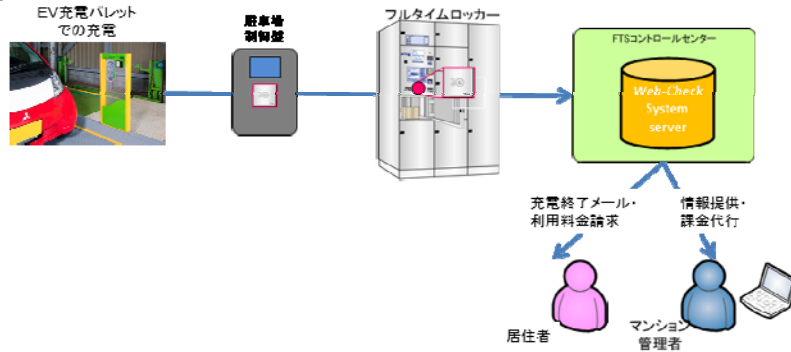 EV充電パレット
での充電
駐車場
制御盤
フルタイムロッカー
FTSコントロールセンター
Web-Check
System
server
充電終了メール・
利用料金請求
情報提供・
課金代行
居住者
マンション
管理者